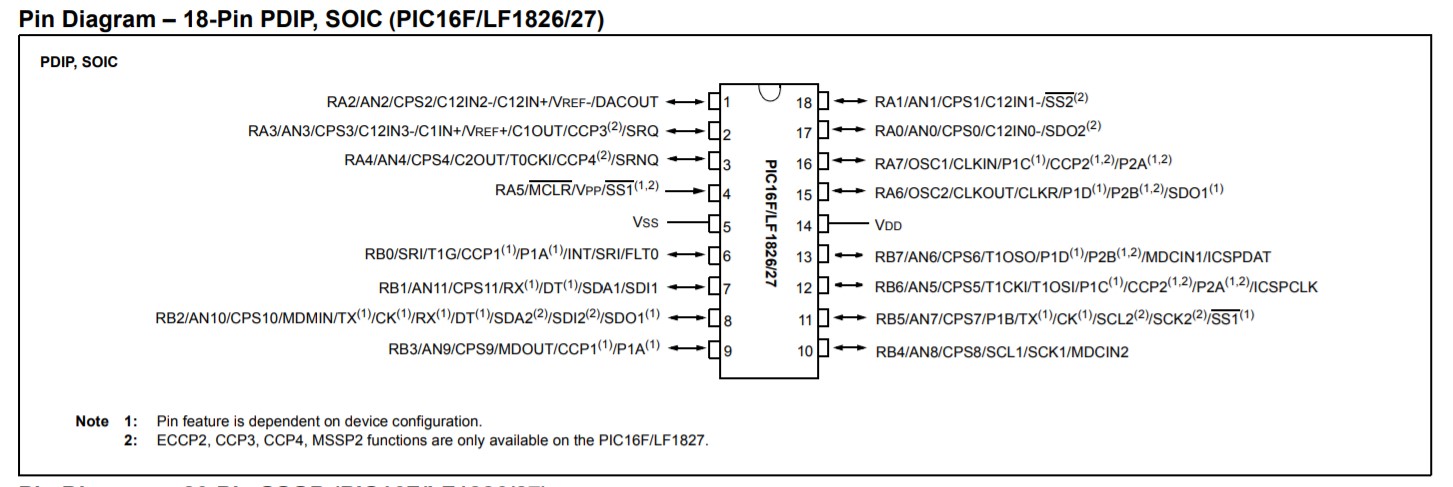 Pin Diagram – 18-Pin PDIP, SOIC (PIC16F/LF1826/27)
PDIP, SOIC
RA2/AN2/CPS2/C12IN2-/C12IN+/VREF-/DACOUT 1
RA3/AN3/CPS3/C12IN3-/C1IN+/VREF+/C1OUT/CCP3(2)/SRQ 2
RA4/AN4/CPS4/C2OUT/T0CKI/CCP4(2)/SRNQ 3
RA5/MCLR/VPP/SS1(1,2) 4
VSS 5
RB0/SRI/T1G/CCP1(1)/P1A(1)/INT/SRI/FLT0 6
RB1/AN11/CPS11/RX(1)/DT(1)/SDA1/SDI1 7
RB2/AN10/CPS10/MDMIN/TX(1)/CK(1)/RX(1)/DT(1)/SDA2(2)/SDI2(2)/SDO1(1) 8
RB3/AN9/CPS9/MDOUT/CCP1(1)/P1A(1) 9
PIC16F/LF1826/27
18 RA1/AN1/CPS1/C12IN1-/SS2(2)
17 RA0/AN0/CPS0/C12IN0-/SDO2(2)
16 RA7/OSC1/CLKIN/P1C(1)/CCP2(1,2)/P2A(1,2)
15 RA6/OSC2/CLKOUT/CLKR/P1D(1)/P2B(1,2)/SDO1(1)
14 VDD
13 RB7/AN6/CPS6/T1OSO/P1D(1)/P2B(1,2)/MDCIN1/ICSPDAT
12 RB6/AN5/CPS5/T1CKI/T1OSI/P1C(1)/CCP2(1,2)/P2A(1,2)/ICSPCLK
11 RB5/AN7/CPS7/P1B/TX(1)/CK(1)/SCL2(2)/SCK2(2)/SS1(1)
10 RB4/AN8/CPS8/SCL1/SCK1/MDCIN2
Note 1: Pin feature is dependent on device configuration.
2: ECCP2, CCP3, CCP4, MSSP2 functions are only available on the PIC16F/LF1827.